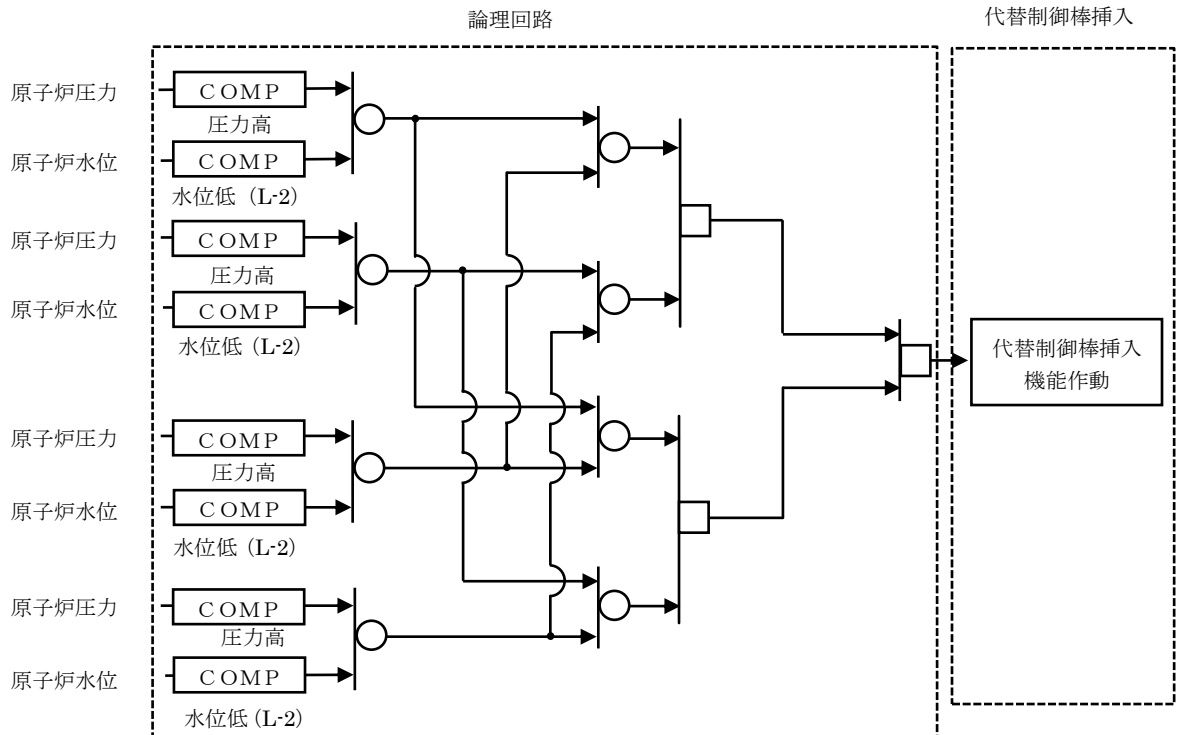 論理回路
代替制御棒挿入
原子炉圧力
COMP
圧力高
原子炉水位
COMP
水位低 (L-2)
原子炉圧力
COMP
圧力高
原子炉水位
COMP
水位低 (L-2)
代替制御棒挿入
機能作動
原子炉圧力
COMP
圧力高
原子炉水位
COMP
水位低 (L-2)
原子炉圧力
COMP
圧力高
原子炉水位
COMP
水位低 (L-2)